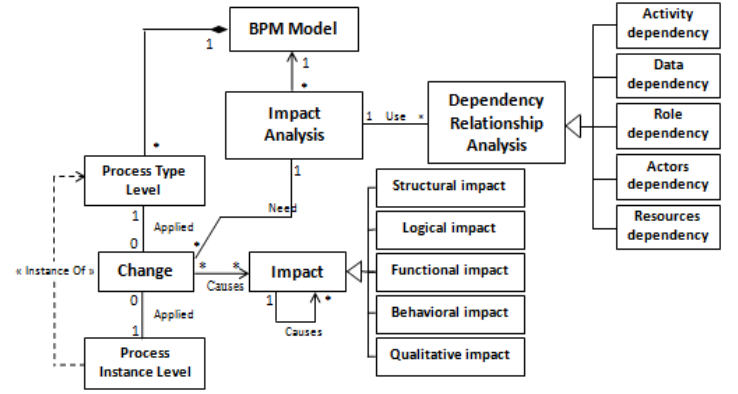 BPM Model
1
1
*
Impact
Analysis
1
Use
*
Dependency
Relationship
Analysis
Activity
dependency
Data
dependency
Role
dependency
Actors
dependency
Resources
dependency
*
Process Type
Level
1
Applied
0
1
Need
*
« Instance Of »
Change
*
*
Causes
Impact
1
*
Causes
0
Applied
1
Process
Instance Level
Structural impact
Logical impact
Functional impact
Behavioral impact
Qualitative impact